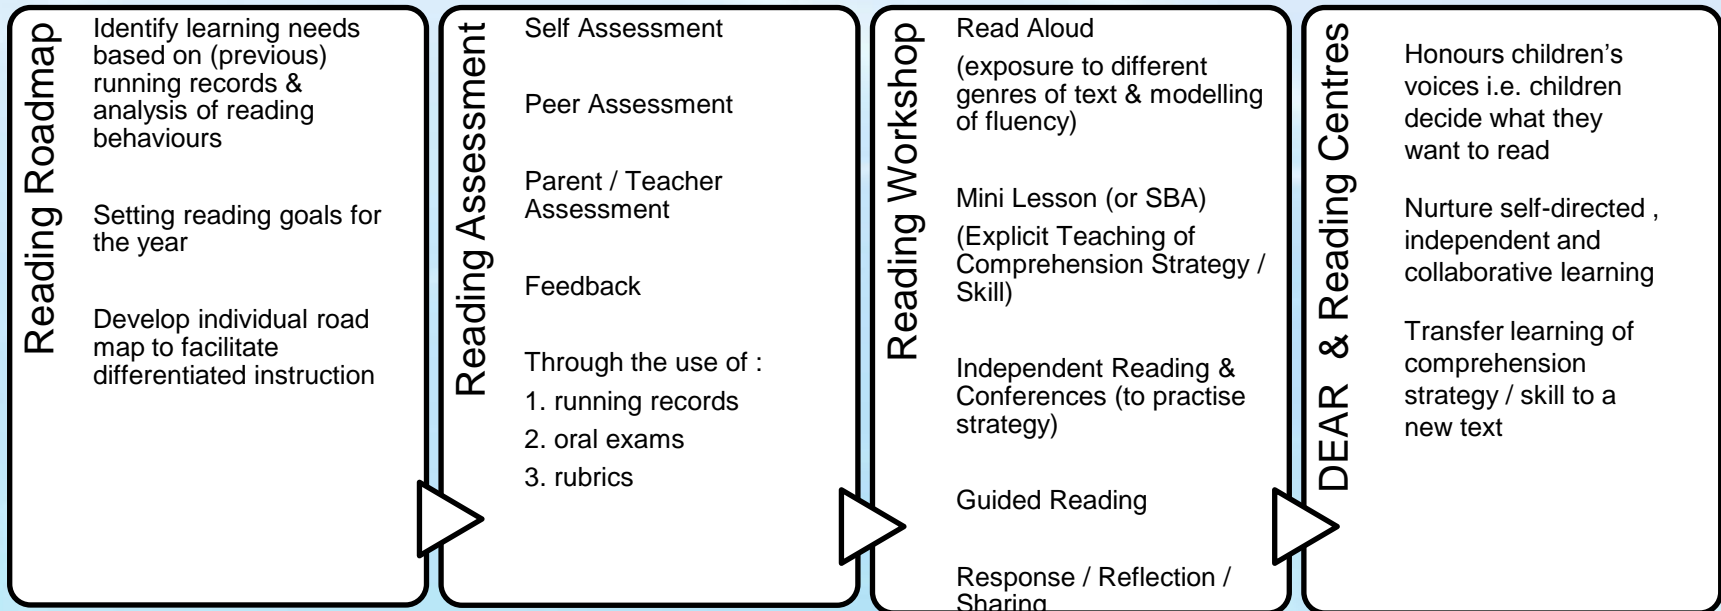 Reading Roadmap
Identify learning needs
based on (previous)
running records &
analysis of reading
behaviours
Setting reading goals for
the year
Develop individual road
map to facilitate
differentiated instruction
Reading Assessment
Self Assessment
Peer Assessment
Parent / Teacher
Assessment
Feedback
Through the use of :
1. running records
2. oral exams
3. rubrics
Reading Workshop
Read Aloud
(exposure to different
genres of text & modelling
of fluency)
Mini Lesson (or SBA)
(Explicit Teaching of
Comprehension Strategy /
Skill)
Independent Reading &
Conferences (to practise
strategy)
Guided Reading
Response / Reflection /
Sharing
DEAR & Reading Centres
Honours children’s
voices i.e. children
decide what they
want to read
Nurture self-directed ,
independent and
collaborative learning
Transfer learning of
comprehension
strategy / skill to a
new text